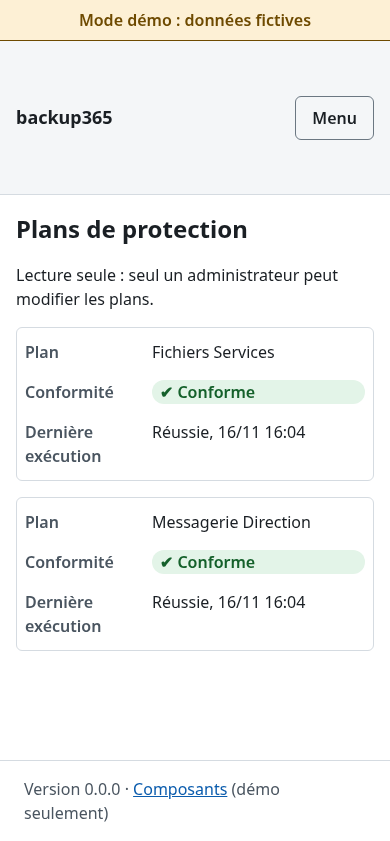 Mode démo : données fictives
backup365
Menu
Plans de protection
Lecture seule : seul un administrateur peut
modifier les plans.
Plan Fichiers Services
Conformité ✔ Conforme
Dernière Réussie, 16/11 16:04
exécution
Plan Messagerie Direction
Conformité ✔ Conforme
Dernière Réussie, 16/11 16:04
exécution
Version 0.0.0 · Composants (démo
seulement)